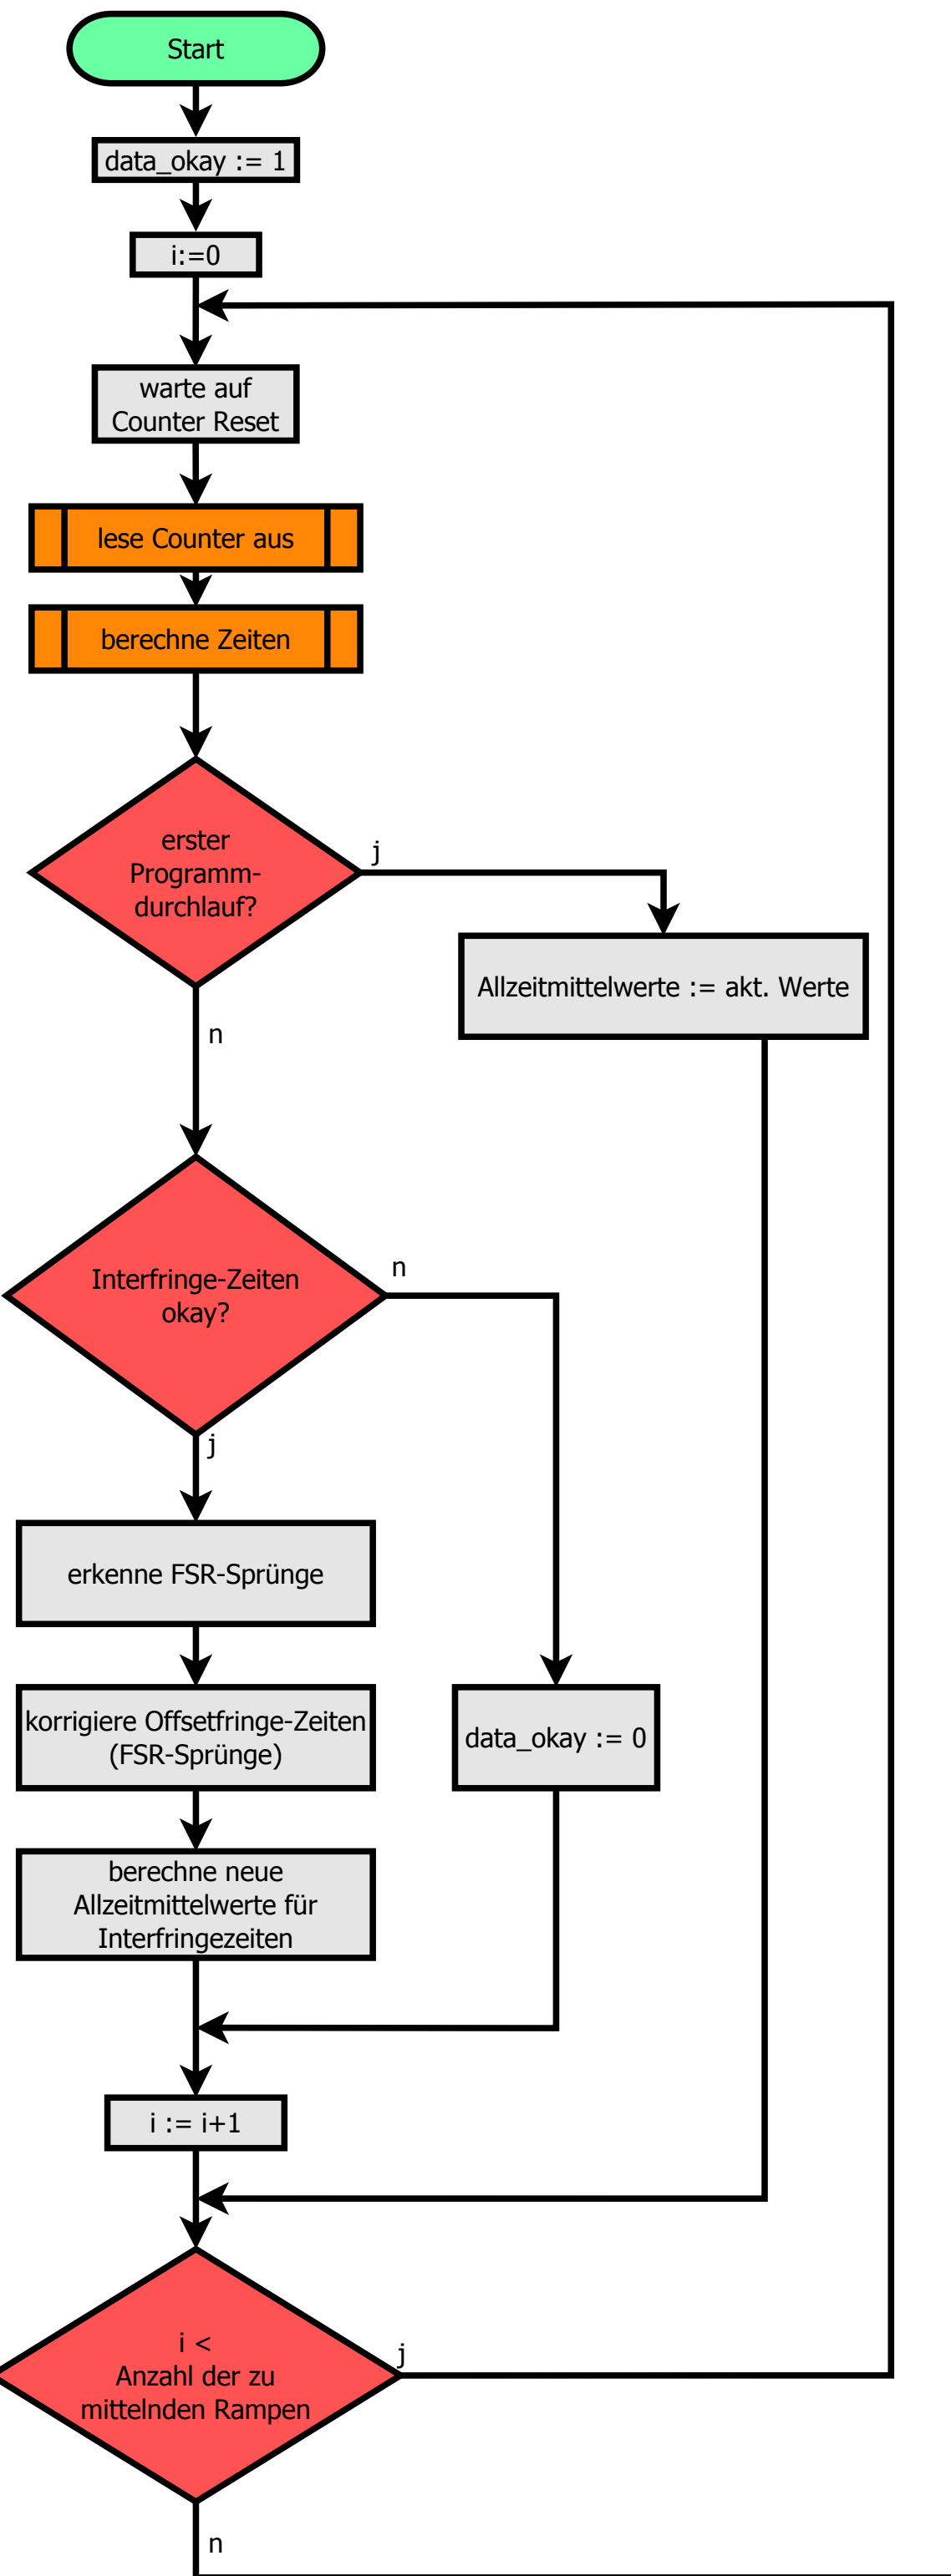 Start
data_okay := 1
i:=0
warte auf
Counter Reset
lese Counter aus
berechne Zeiten
erster
Programm-
durchlauf?
j
Allzeitmittelwerte := akt. Werte
n
Interfringe-Zeiten
okay?
n
j
erkenne FSR-Sprünge
korrigiere Offsetfringe-Zeiten
(FSR-Sprünge)
data_okay := 0
berechne neue
Allzeitmittelwerte für
Interfringezeiten
i := i+1
i <
Anzahl der zu
mittelnden Rampen
j
n